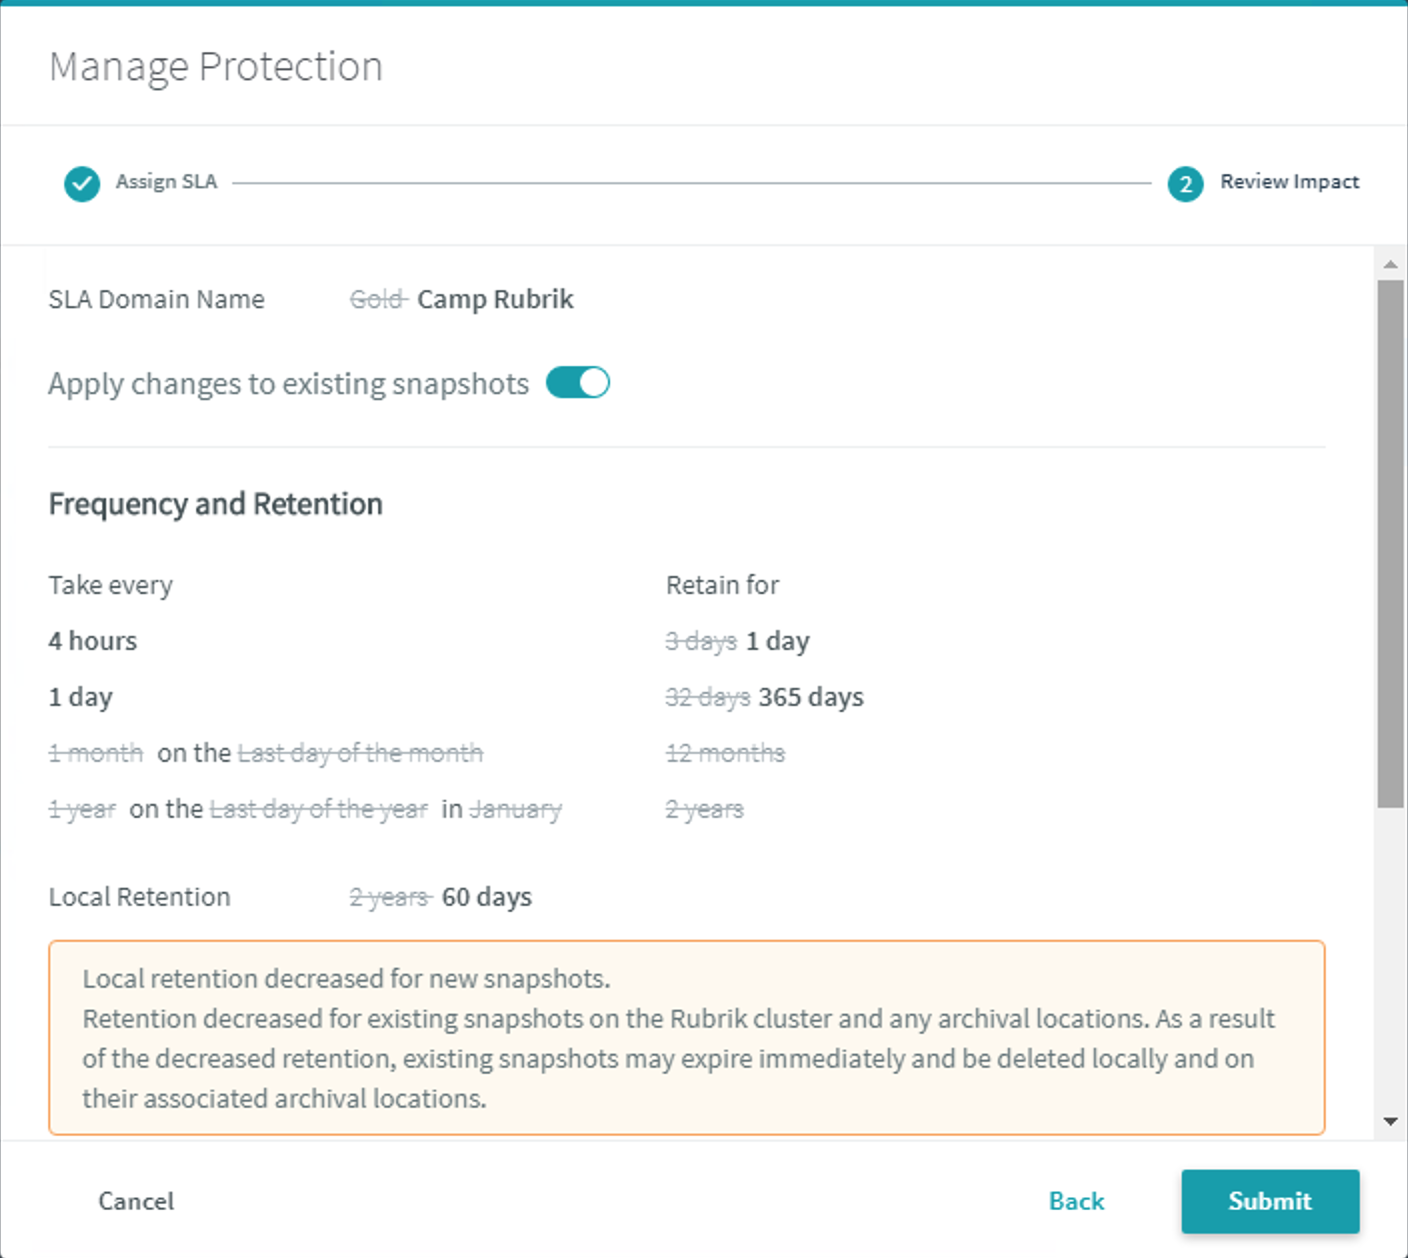 Manage Protection
Assign SLA
2 Review Impact
SLA Domain Name Gold Camp Rubrik
Apply changes to existing snapshots
Frequency and Retention
Take every Retain for
4 hours 3 days 1 day
1 day 32 days 365 days
1 month on the Last day of the month 12 months
1 year on the Last day of the year in January 2 years
Local Retention 2 years 60 days
Local retention decreased for new snapshots.
Retention decreased for existing snapshots on the Rubrik cluster and any archival locations. As a result
of the decreased retention, existing snapshots may expire immediately and be deleted locally and on
their associated archival locations.
Cancel Back Submit